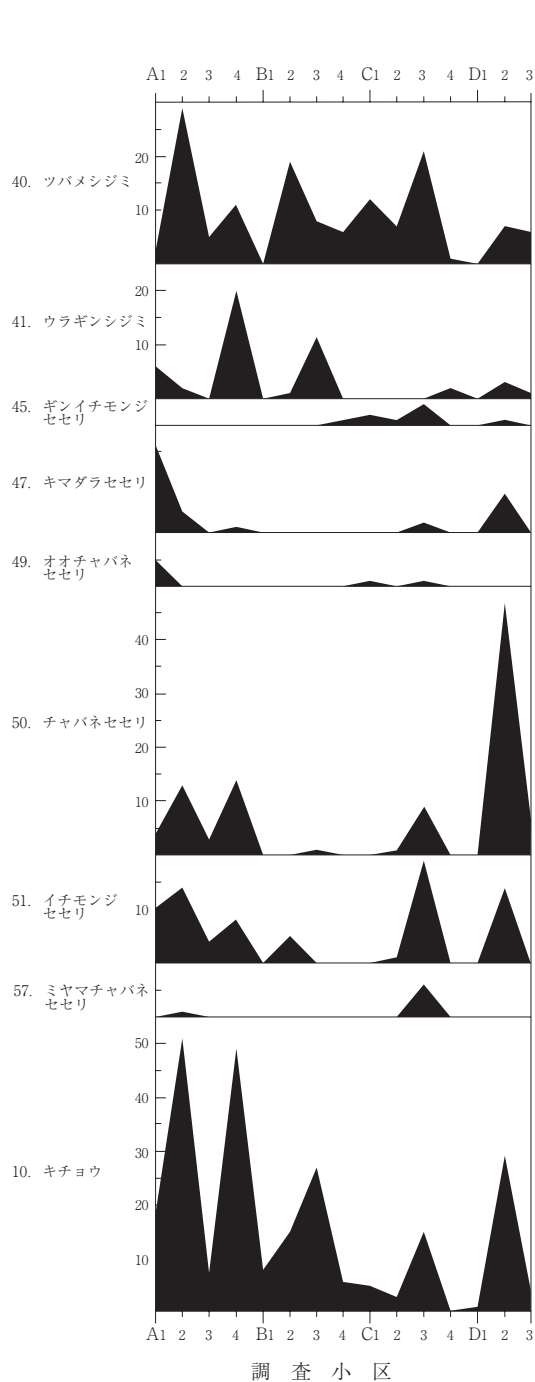 A1 2 3 4 B1 2 3 4 C1 2 3 4 D1 2 3
20
40. ツバメシジミ
10
20
41. ウラギンシジミ
10
45. ギンイチモンジ
セセリ
47. キマダラセセリ
49. オオチャバネ
セセリ
40
30
50. チャバネセセリ
20
10
51. イチモンジ
セセリ
10
57. ミヤマチャバネ
セセリ
50
40
30
10. キチョウ
20
10
A1 2 3 4 B1 2 3 4 C1 2 3 4 D1 2 3
調査小区